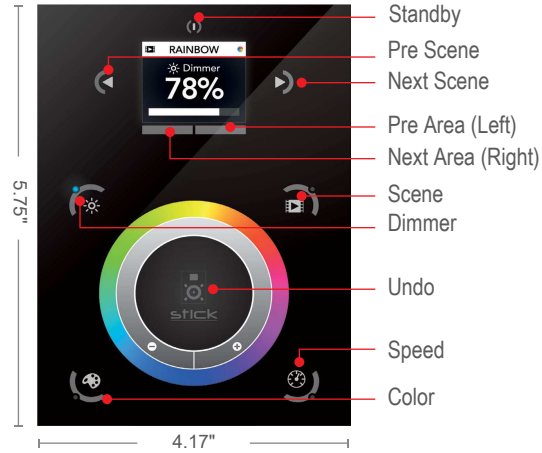 Standby
RAINBOW
Pre Scene
Dimmer
Next Scene
78%
Pre Area (Left)
Next Area (Right)
5.75"
Scene
Dimmer
Undo
stick
Speed
Color
4.17"